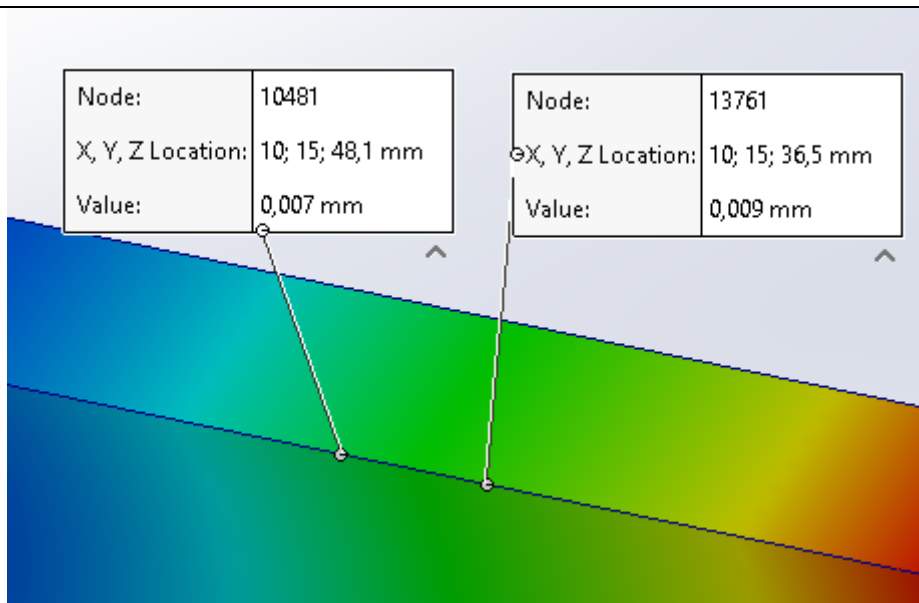 Node: 10481
X, Y, Z Location: 10; 15; 48,1 mm
Value: 0,007 mm
Node: 13761
X, Y, Z Location: 10; 15; 36,5 mm
Value: 0,009 mm